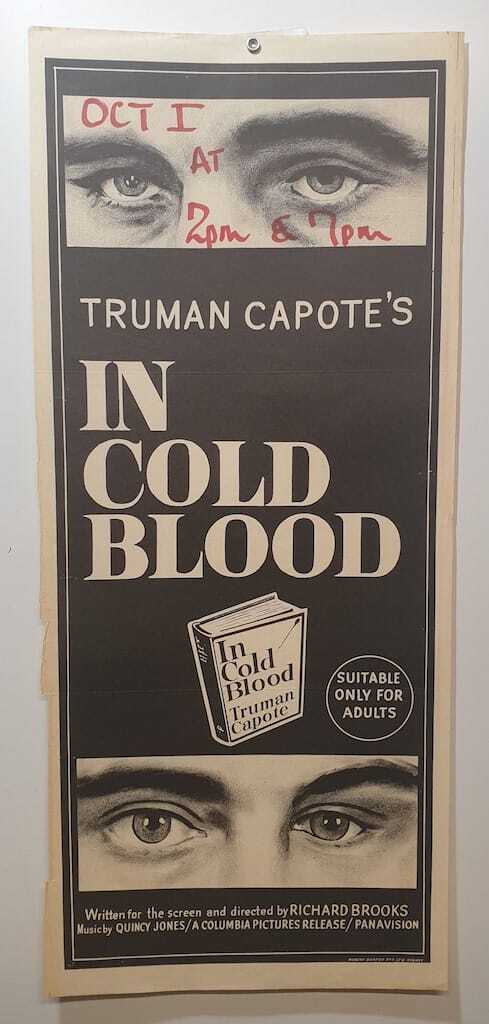 OCT I
AT
2pm & 7pm
TRUMAN CAPOTE'S
IN
COLD
BLOOD
In
Cold
Blood
Truman
Capote
SUITABLE
ONLY FOR
ADULTS
Written for the screen and directed by RICHARD BROOKS
Music by QUINCY JONES/A COLUMBIA PICTURES RELEASE/ PANAVISION